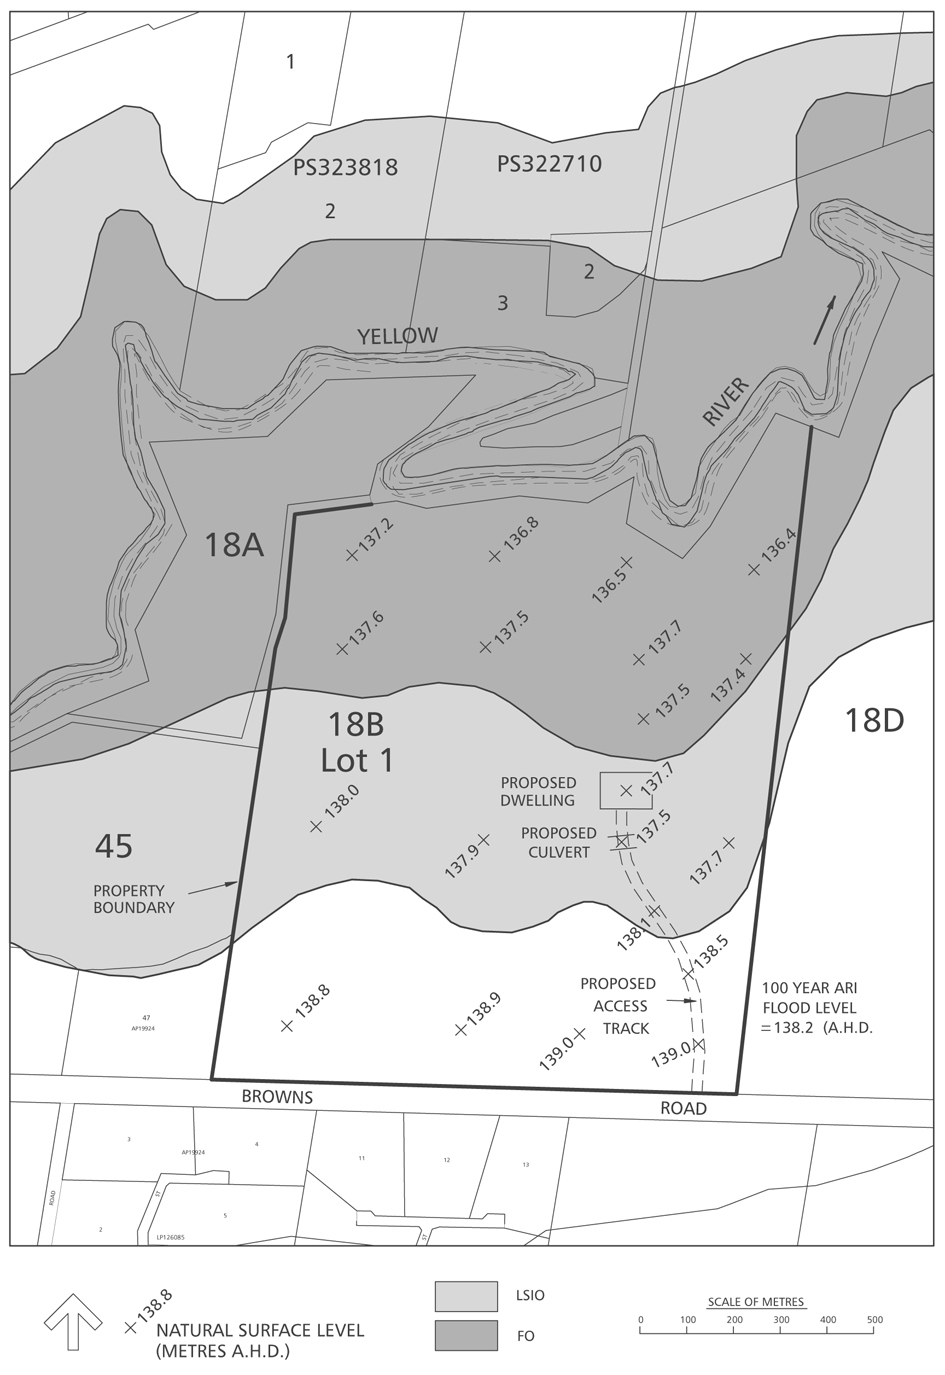 1
PS323818
PS322710
2
2
3
YELLOW
RIVER
137.2
136.8
136.5
136.4
18A
137.6
137.5
137.7
137.4
137.5
18B
Lot 1
18D
PROPOSED
DWELLING
137.7
138.0
137.5
PROPOSED
CULVERT
45
137.9
137.7
PROPERTY
BOUNDARY
138.1
138.5
PROPOSED
ACCESS
TRACK
100 YEAR ARI
FLOOD LEVEL
=138.2 (A.H.D.
138.8
138.9
139.0
139.0
47
AP19924
BROWNS
ROAD
3
AP19924
4
11
12
13
ROAD
ST
5
2
LP126085
ST
138.8
NATURAL SURFACE LEVEL
(METRES A.H.D.)
LSIO
FO
SCALE OF METRES
0 100 200 300 400 500